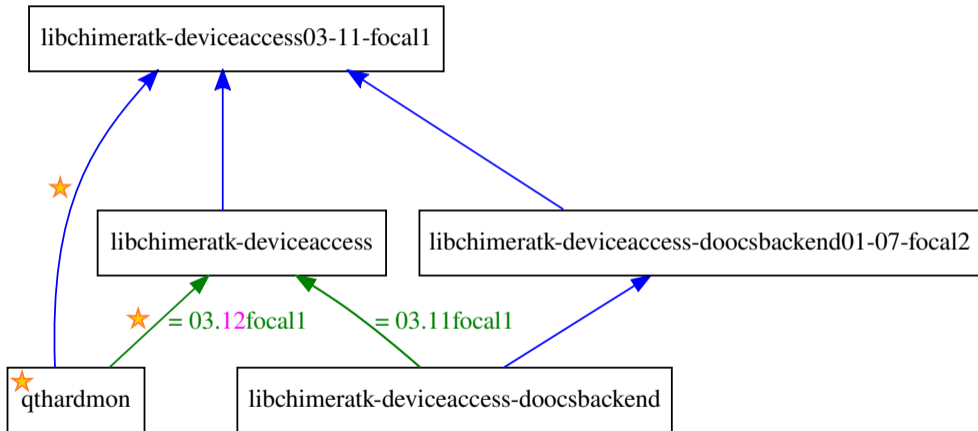 libchimeratk-deviceaccess03-11-focal1
libchimeratk-deviceaccess
libchimeratk-deviceaccess-doocsbackend01-07-focal2
= 03.12focal1
= 03.11focal1
qthardmon
libchimeratk-deviceaccess-doocsbackend